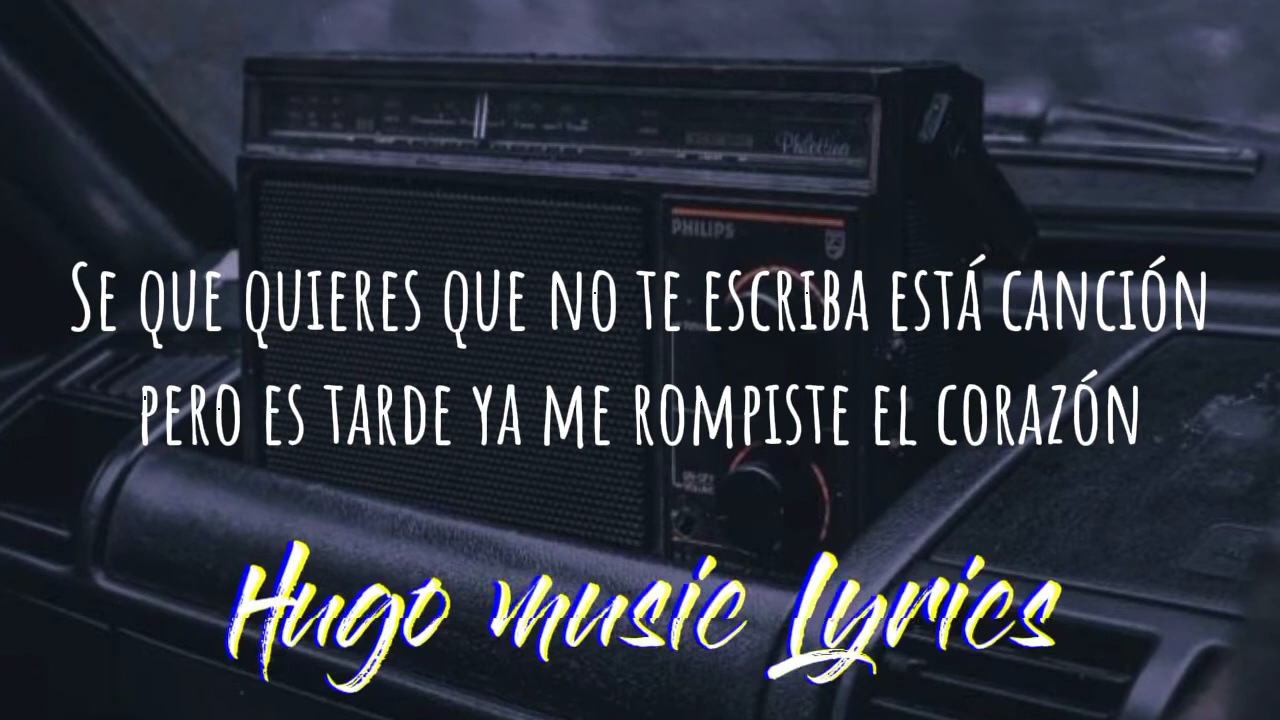 Philettina
PHILIPS
SE QUE QUIERES QUE NO TE ESCRIBA ESTÁ CANCIÓN
PERO ES TARDE YA ME ROMPISTE EL CORAZÓN
Hugo music Lyrics